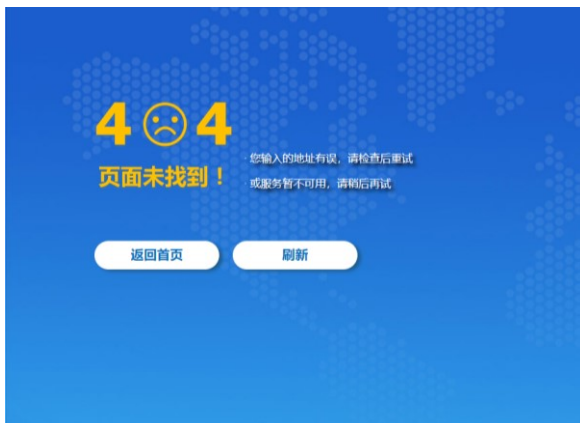 4 4
页面未找到！
您输入的地址有误，请检查后重试
或服务暂不可用，请稍后再试
返回首页
刷新